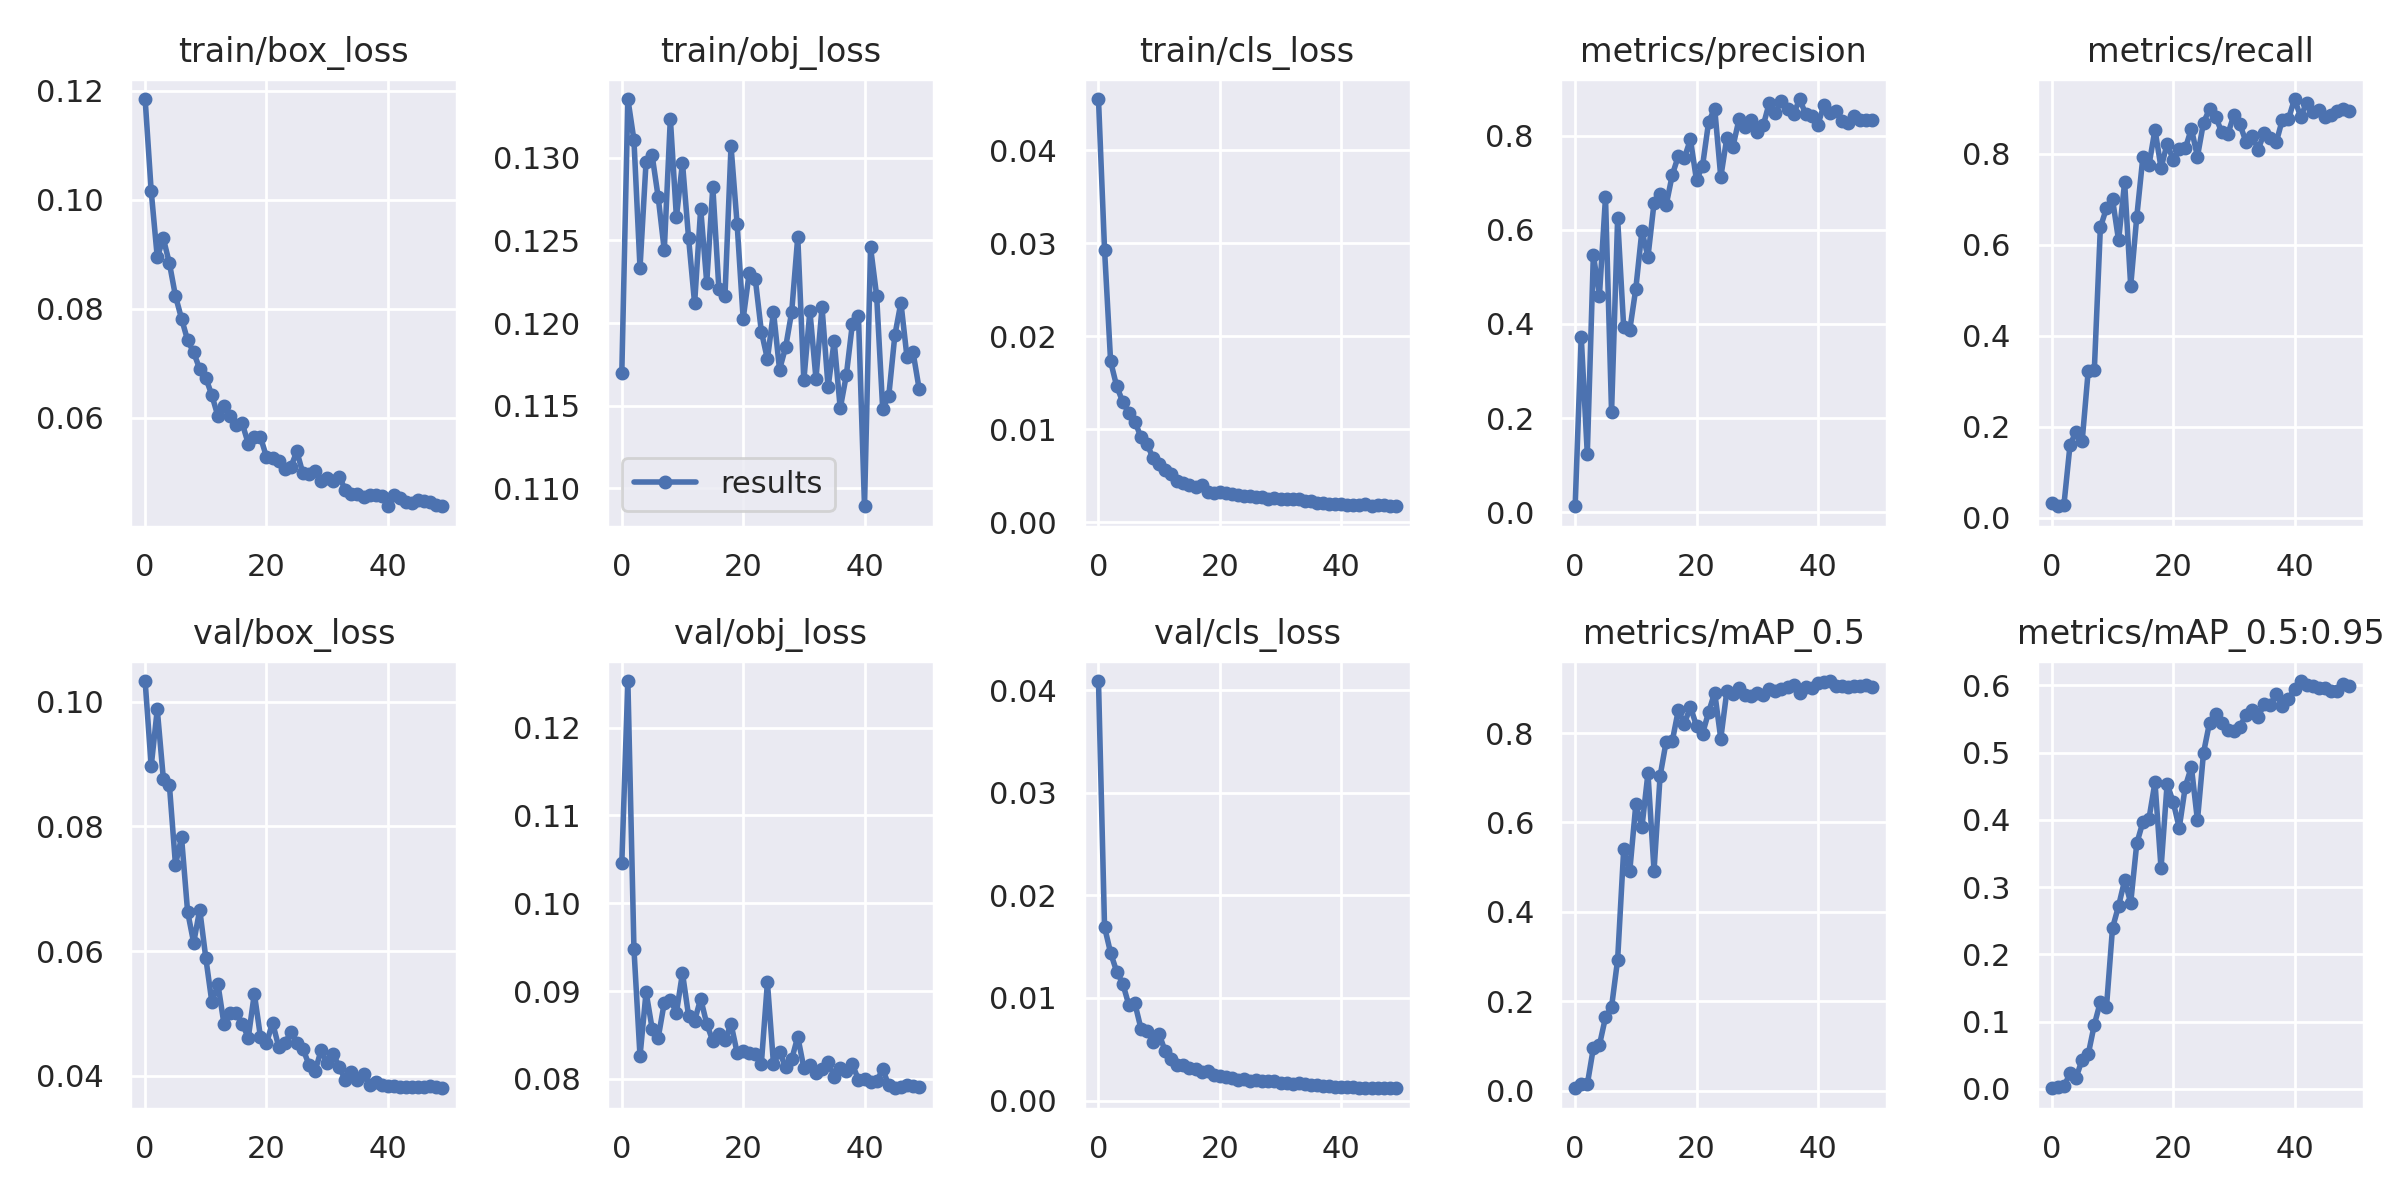 train/box_loss
0.12
0.10
0.08
0.06
0 20 40
train/obj_loss
0.130
0.125
0.120
0.115
0.110
results
0 20 40
train/cls_loss
0.04
0.03
0.02
0.01
0.00
0 20 40
metrics/precision
0.8
0.6
0.4
0.2
0.0
0 20 40
metrics/recall
0.8
0.6
0.4
0.2
0.0
0 20 40
val/box_loss
0.10
0.08
0.06
0.04
0 20 40
val/obj_loss
0.12
0.11
0.10
0.09
0.08
0 20 40
val/cls_loss
0.04
0.03
0.02
0.01
0.00
0 20 40
metrics/mAP_0.5
0.8
0.6
0.4
0.2
0.0
0 20 40
metrics/mAP_0.5:0.95
0.6
0.5
0.4
0.3
0.2
0.1
0.0
0 20 40